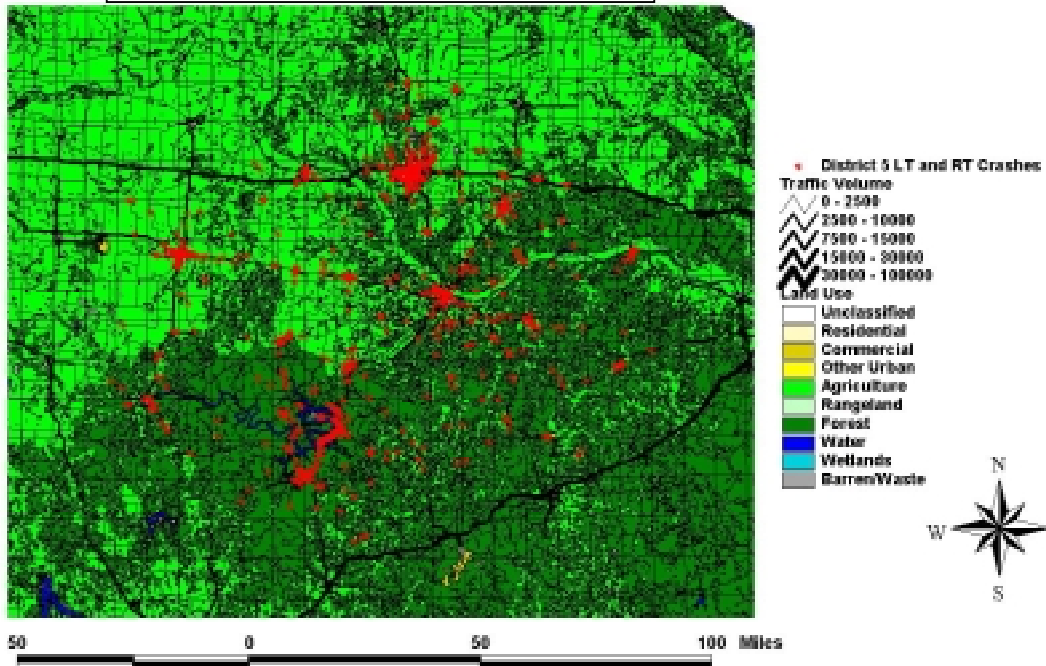 District 5 LT and RT Crashes
Traffic Volume
0 - 2500
2500 - 10000
7500 - 15000
15000 - 30000
30000 - 100000
Land Use
Unclassified
Residential
Commercial
Other Urban
Agriculture
Rangeland
Forest
Water
Wetlands
Barren/Waste
N
W
S
50 0 50 100 Miles